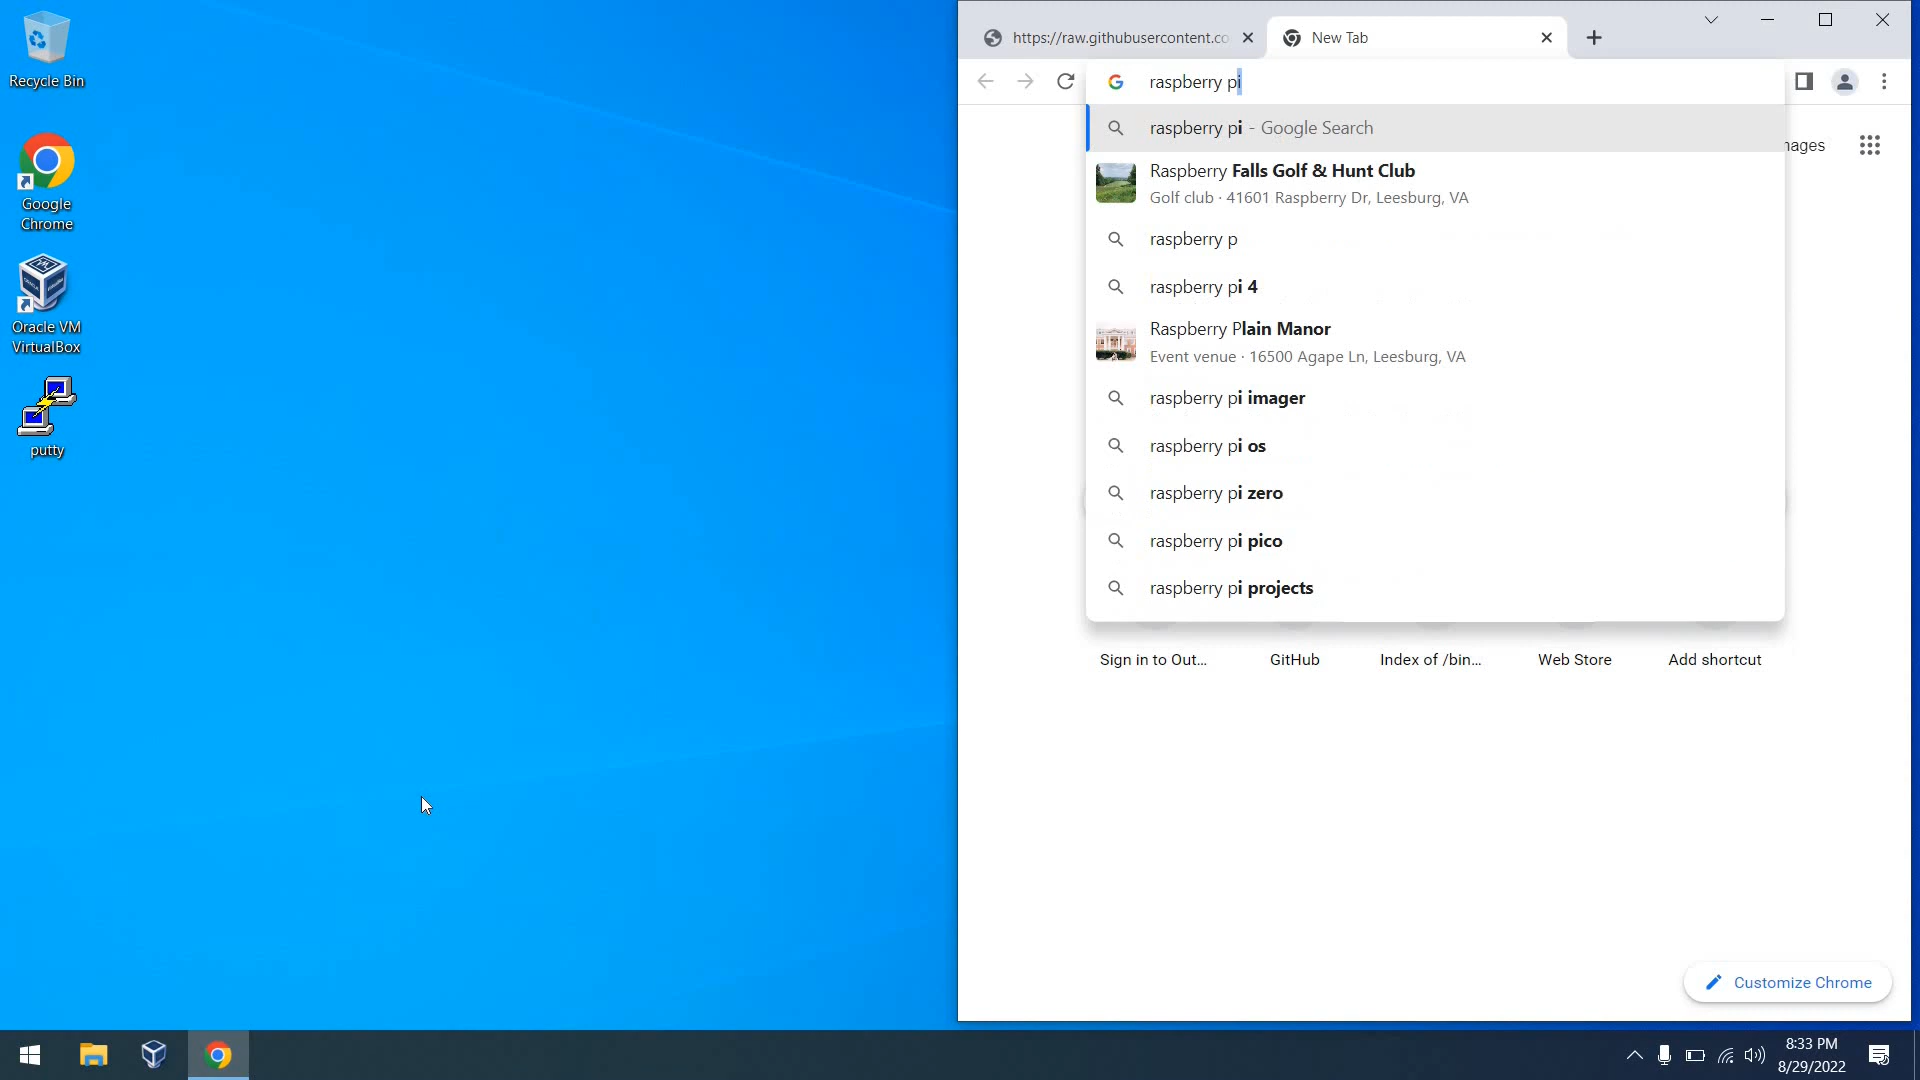 Recycle Bin
Google
Chrome
Oracle VM
VirtualBox
putty
https://raw.githubusercontent.co
New Tab
raspberry pi
raspberry pi - Google Search
Raspberry Falls Golf & Hunt Club
Golf club · 41601 Raspberry Dr, Leesburg, VA
raspberry p
raspberry pi 4
Raspberry Plain Manor
Event venue · 16500 Agape Ln, Leesburg, VA
raspberry pi imager
raspberry pi os
raspberry pi zero
raspberry pi pico
raspberry pi projects
nages
Sign in to Out...
GitHub
Index of /bin...
Web Store
Add shortcut
Customize Chrome
8:33 PM
8/29/2022